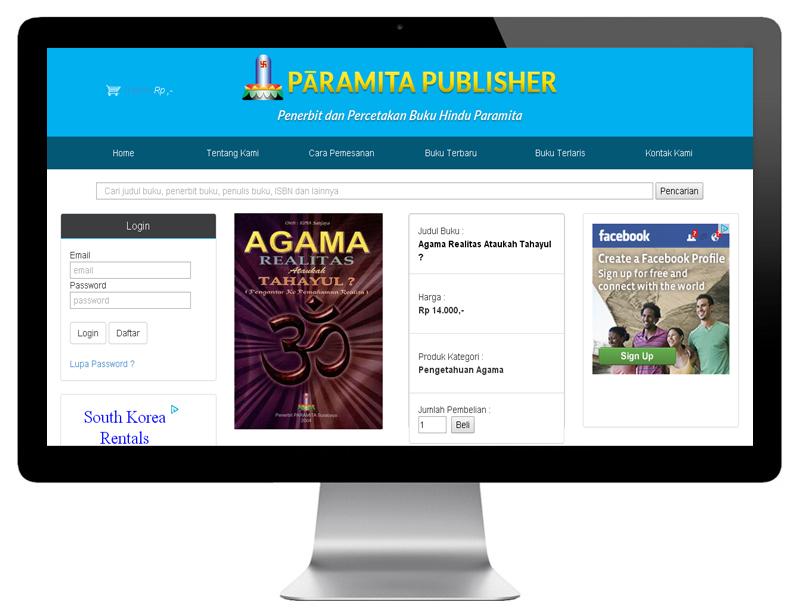 Rp ,-
PĀRAMITA PUBLISHER
Penerbit dan Percetakan Buku Hindu Paramita
Home
Tentang Kami
Cara Pemesanan
Buku Terbaru
Buku Terlaris
Kontak Kami
Cari judul buku, penerbit buku, penulis buku, ISBN dan lainnya
Pencarian
Login
Email
email
Password
password
Login
Daftar
Lupa Password ?
South Korea
Rentals
AGAMA
REALITAS
Ataukah
TAHAYUL ?
( Pengantar Ke Pemahaman Realita )
Penerbit PARAMITA Surabaya
2004
Judul Buku :
Agama Realitas Ataukah Tahayul
?
Harga :
Rp 14.000,-
Produk Kategori :
Pengetahuan Agama
Jumlah Pembelian :
1
Beli
facebook
Create a Facebook Profile
Sign up for free and
connect with the world
Sign Up